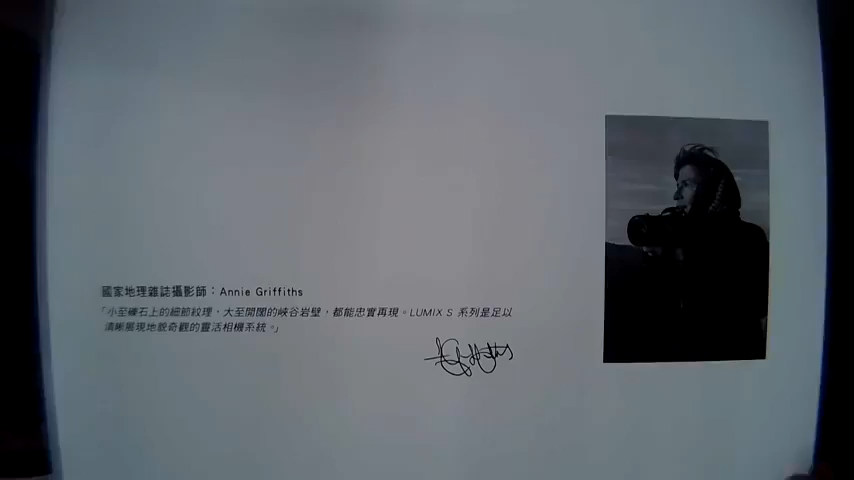 國家地理雜誌攝影師：Annie Griffiths
「小至礫石上的細節紋理，大至開闊的峽谷岩壁，都能忠實再現。LUMIX S 系列是足以
清晰展現地貌奇觀的靈活相機系統。」